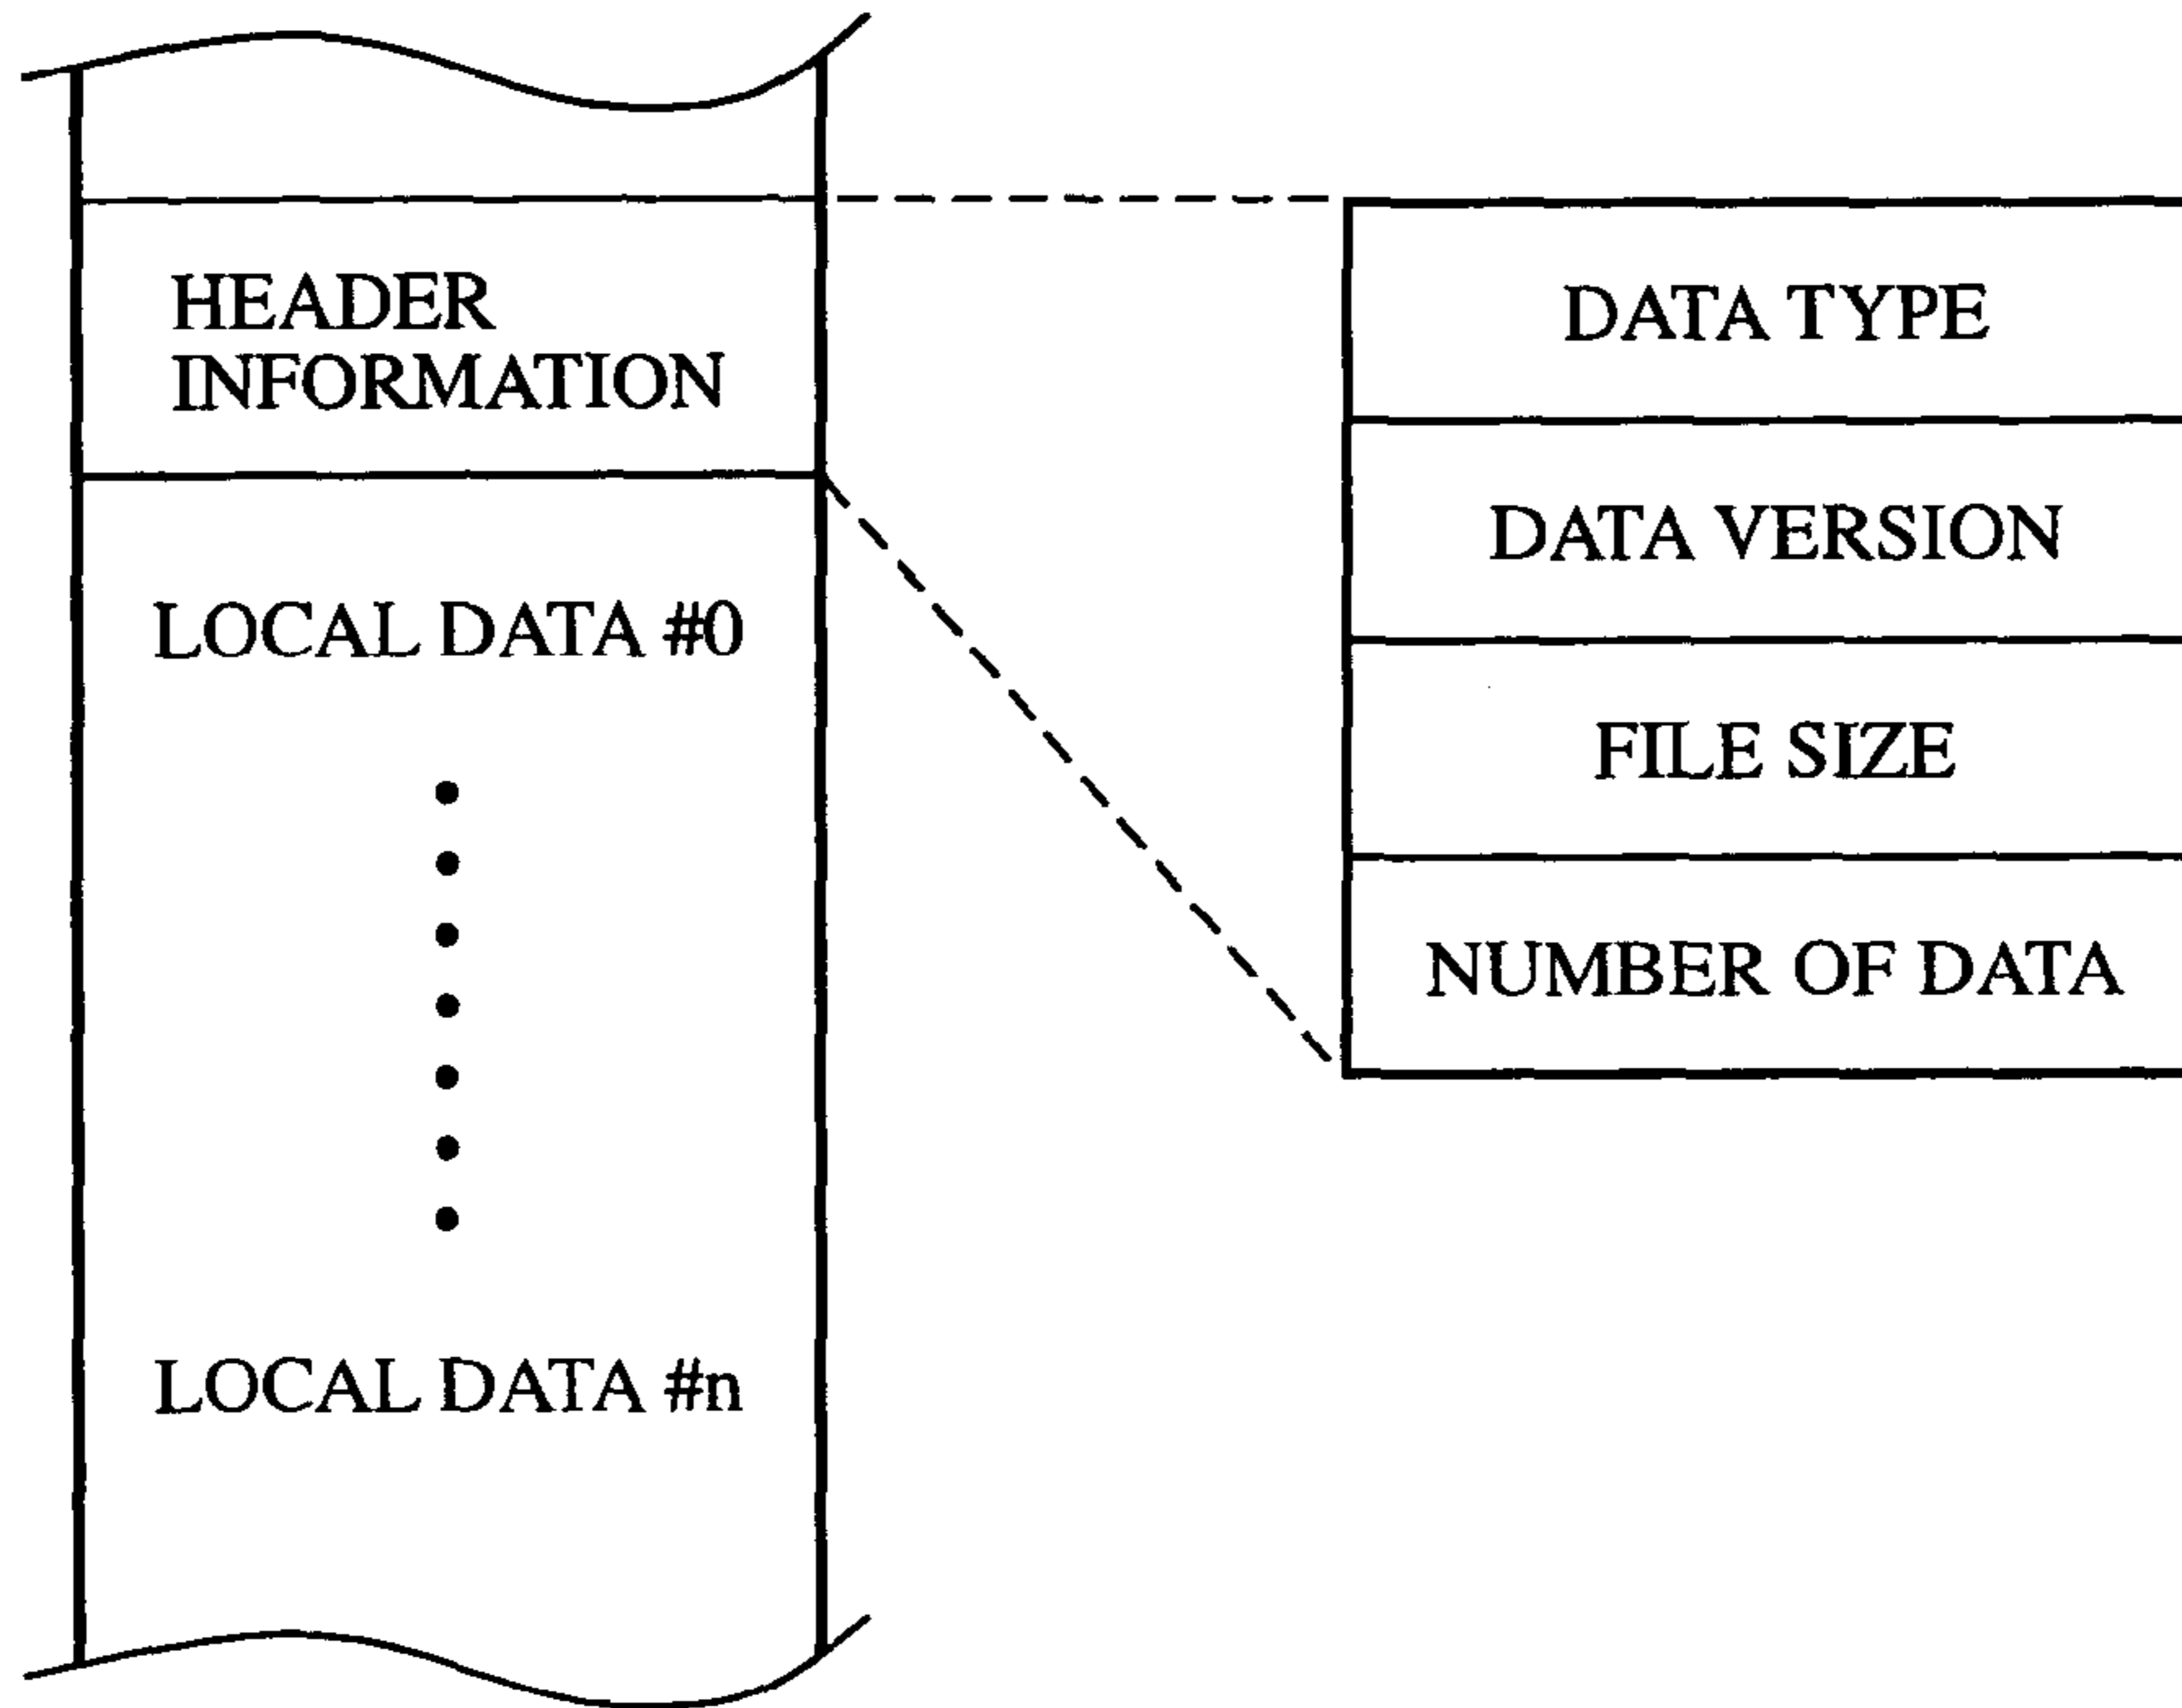 HEADER
INFORMATION
LOCAL DATA #0
LOCAL DATA #n
DATA TYPE
DATA VERSION
FILE SIZE
NUMBER OF DATA